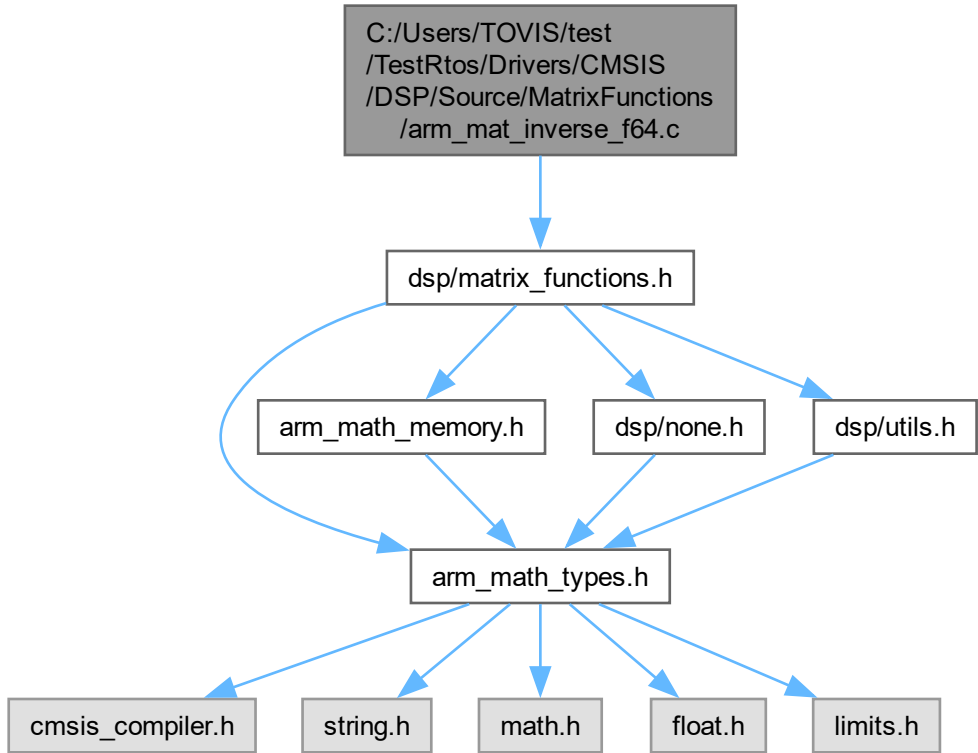 C:/Users/TOVIS/test
/TestRtos/Drivers/CMSIS
/DSP/Source/MatrixFunctions
/arm_mat_inverse_f64.c
dsp/matrix_functions.h
arm_math_memory.h
dsp/none.h
dsp/utils.h
arm_math_types.h
cmsis_compiler.h
string.h
math.h
float.h
limits.h